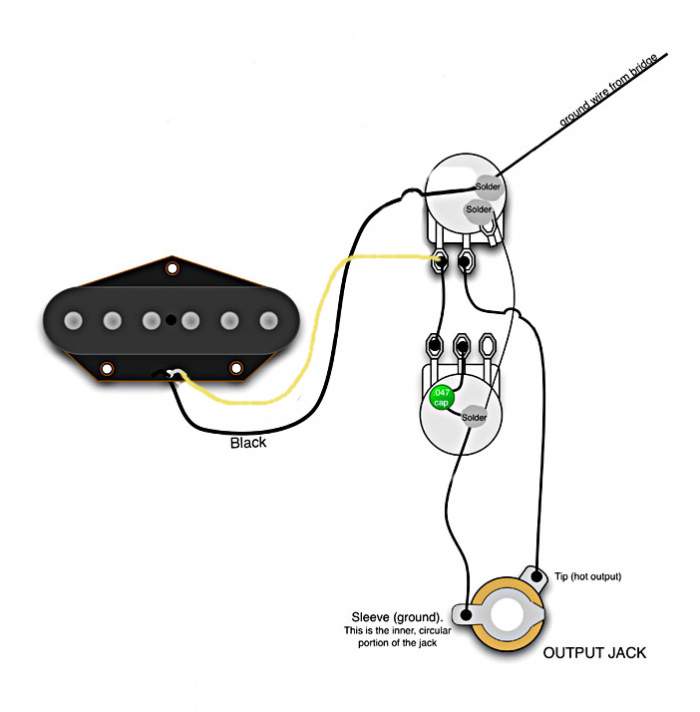 ground wire from bridge
Solder
Solder
.047
cap
Solder
Black
Tip (hot output)
Sleeve (ground).
This is the inner, circular
portion of the jack
OUTPUT JACK